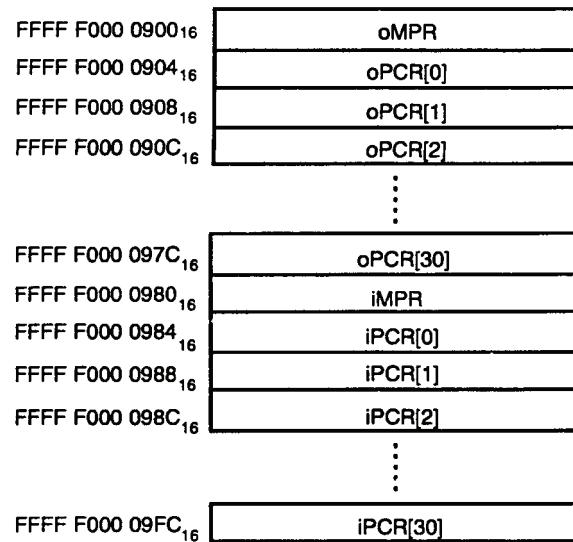 FFFF F000 0900₁₆ oMPR
FFFF F000 0904₁₆ oPCR[0]
FFFF F000 0908₁₆ oPCR[1]
FFFF F000 090C₁₆ oPCR[2]
FFFF F000 097C₁₆ oPCR[30]
FFFF F000 0980₁₆ iMPR
FFFF F000 0984₁₆ iPCR[0]
FFFF F000 0988₁₆ iPCR[1]
FFFF F000 098C₁₆ iPCR[2]
FFFF F000 09FC₁₆ iPCR[30]